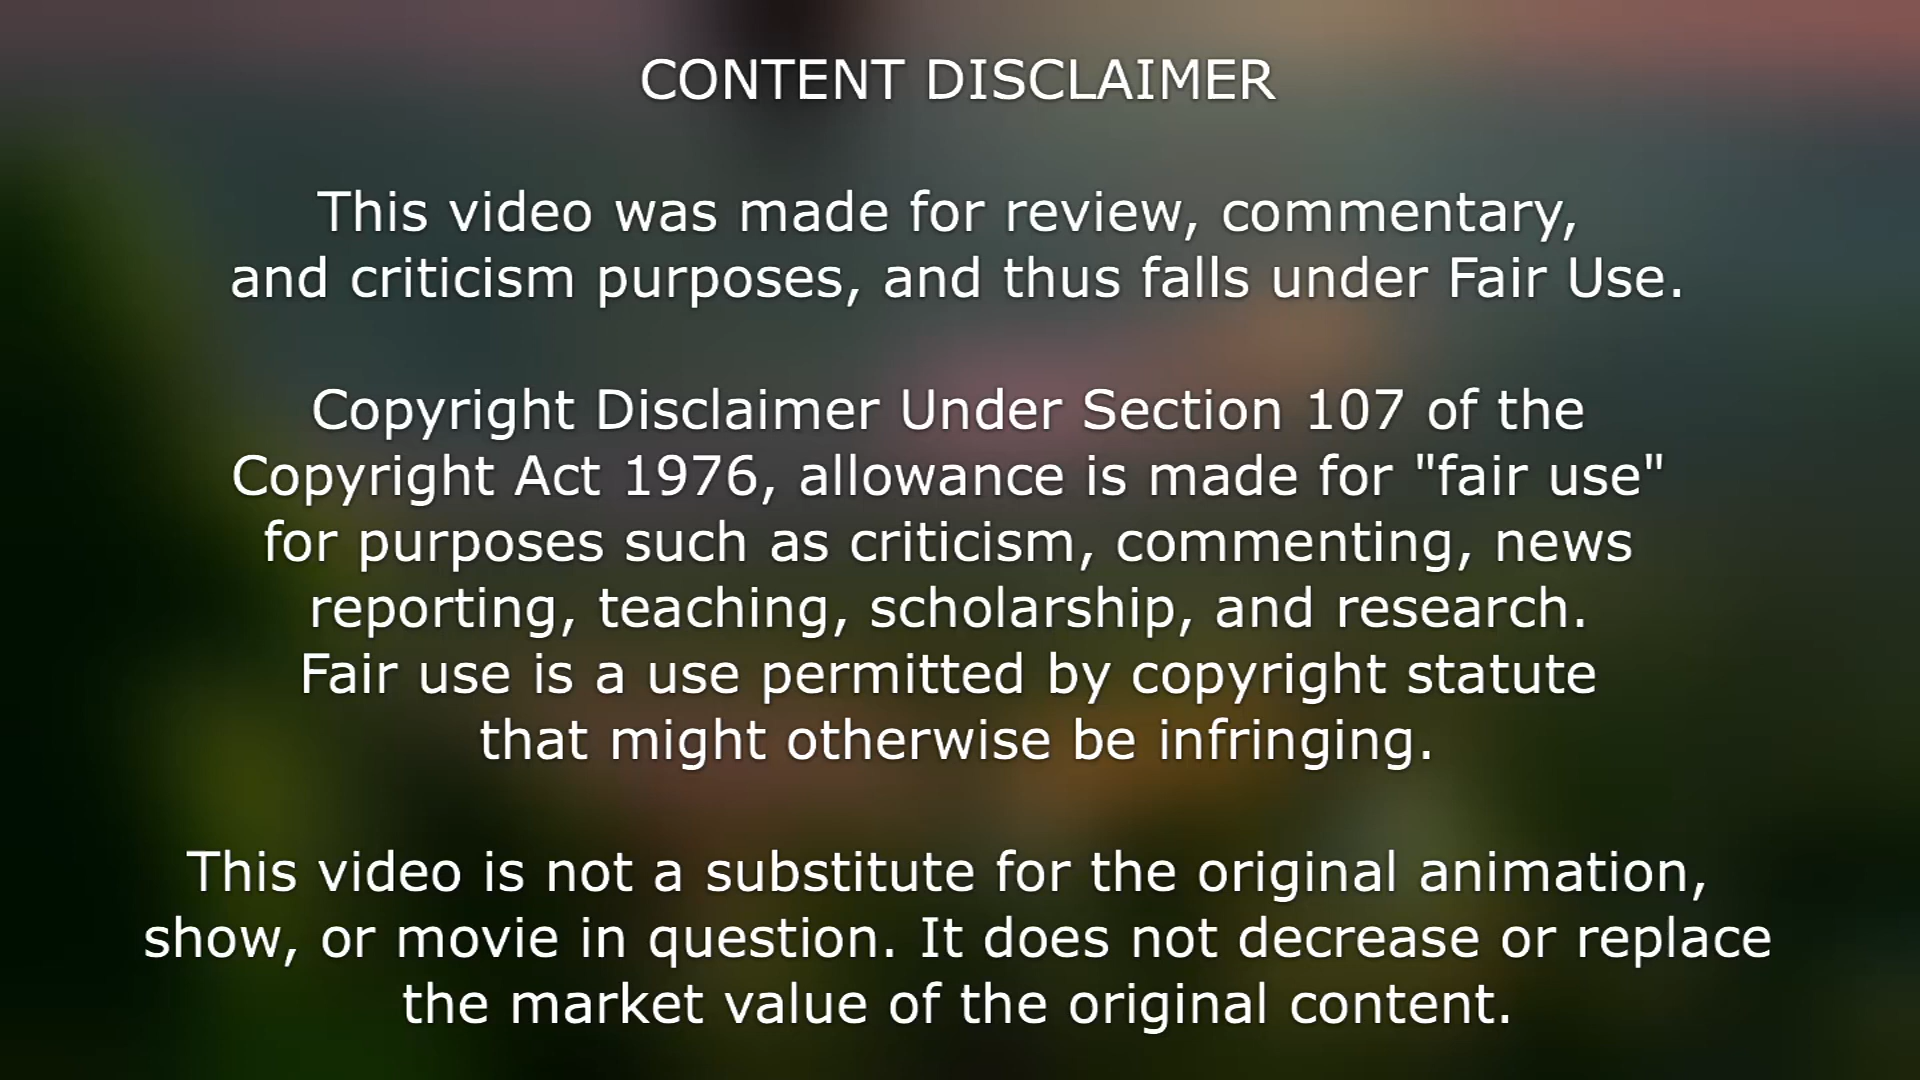 CONTENT DISCLAIMER
This video was made for review, commentary,
and criticism purposes, and thus falls under Fair Use.
Copyright Disclaimer Under Section 107 of the
Copyright Act 1976, allowance is made for "fair use"
for purposes such as criticism, commenting, news
reporting, teaching, scholarship, and research.
Fair use is a use permitted by copyright statute
that might otherwise be infringing.
This video is not a substitute for the original animation,
show, or movie in question. It does not decrease or replace
the market value of the original content.